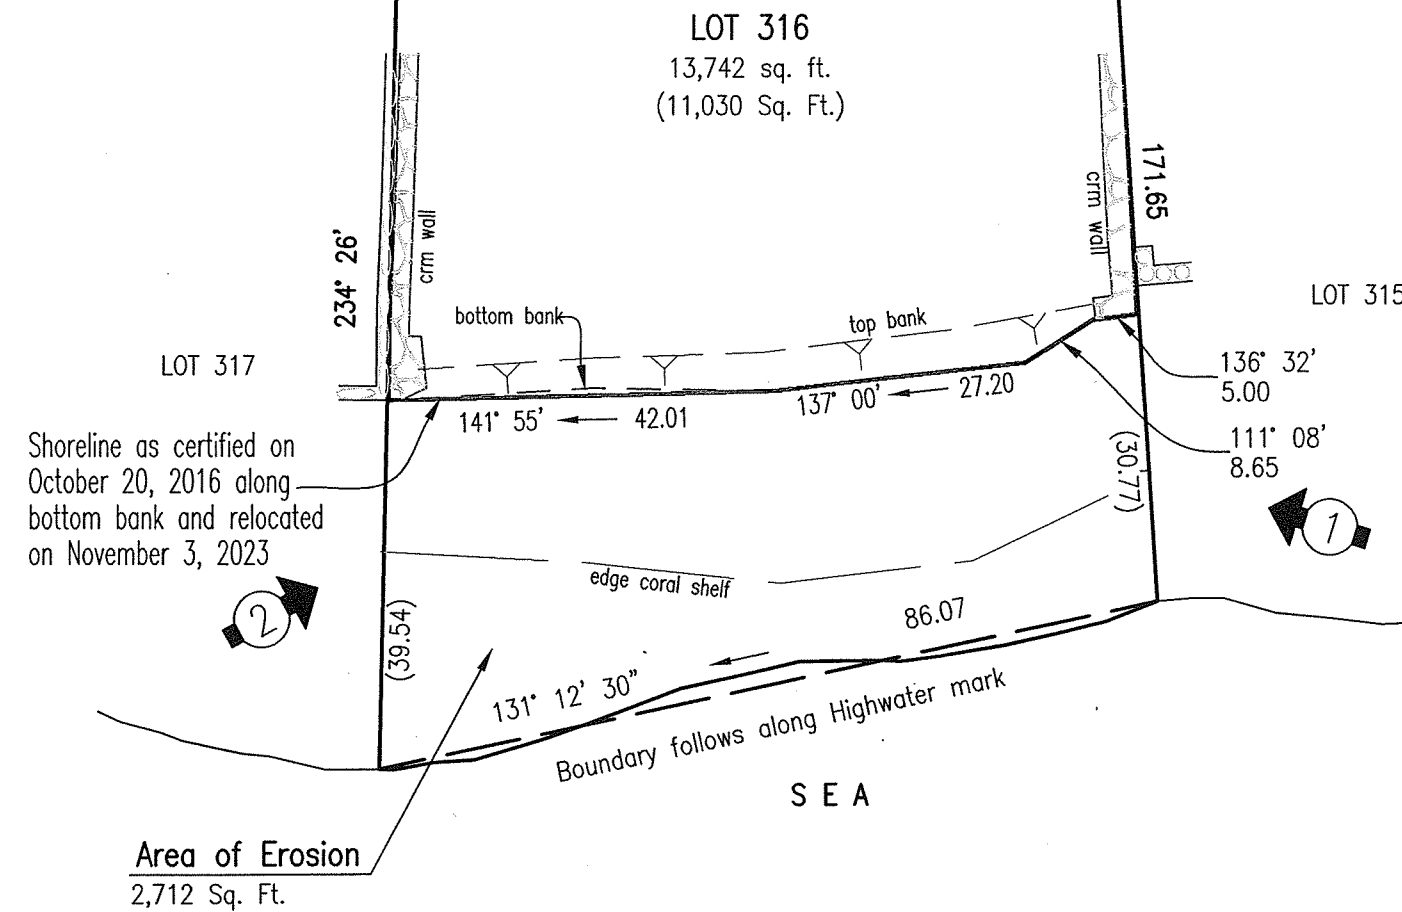 LOT 316
13,742 sq. ft.
(11,030 Sq. Ft.)
171.65
crm wall
crm wall
234° 26'
LOT 315
bottom bank
top bank
LOT 317
136° 32'
5.00
141° 55'
42.01
137° 00'
27.20
111° 08'
8.65
(30.77)
Shoreline as certified on
October 20, 2016 along
bottom bank and relocated
on November 3, 2023
1
edge coral shelf
2
(39.54)
86.07
131° 12' 30"
Boundary follows along Highwater mark
SEA
Area of Erosion
2,712 Sq. Ft.